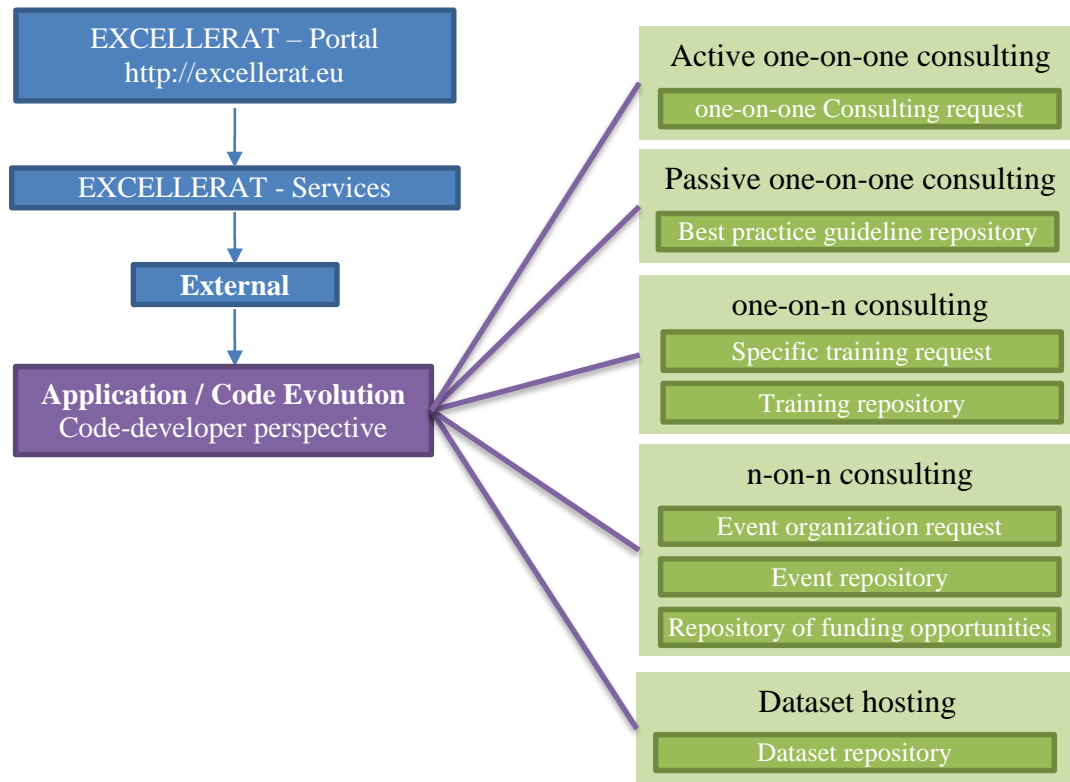 EXCELLERAT – Portal
http://excellerat.eu
EXCELLERAT - Services
External
Application / Code Evolution
Code-developer perspective
Active one-on-one consulting
one-on-one Consulting request
Passive one-on-one consulting
Best practice guideline repository
one-on-n consulting
Specific training request
Training repository
n-on-n consulting
Event organization request
Event repository
Repository of funding opportunities
Dataset hosting
Dataset repository